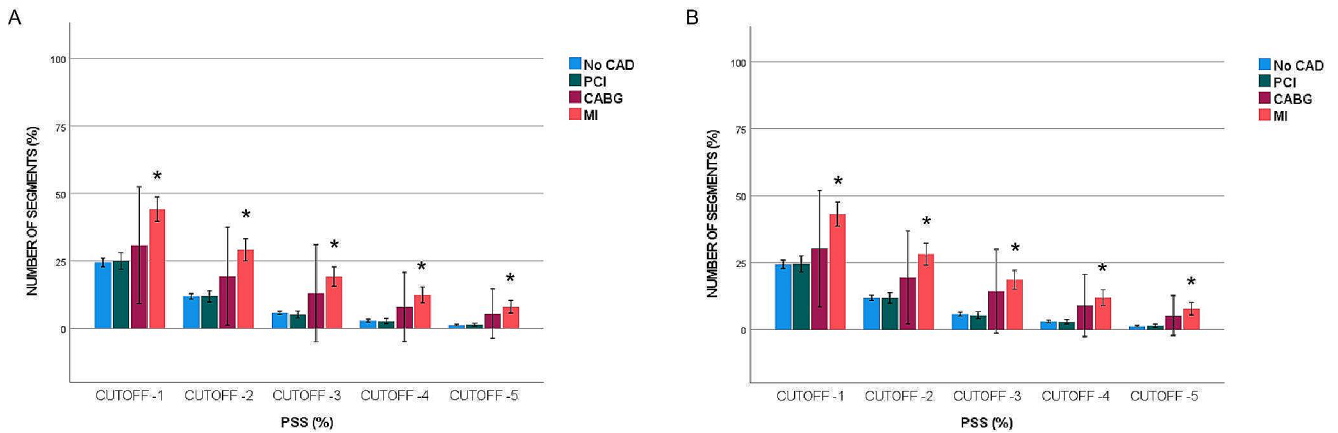 A
NUMBER OF SEGMENTS (%)
100
75
50
25
0
* * * * *
CUTOFF -1 CUTOFF -2 CUTOFF -3 CUTOFF -4 CUTOFF -5
PSS (%)
No CAD
PCI
CABG
MI
B
NUMBER OF SEGMENTS (%)
100
75
50
25
0
* * * * *
CUTOFF -1 CUTOFF -2 CUTOFF -3 CUTOFF -4 CUTOFF -5
PSS (%)
No CAD
PCI
CABG
MI